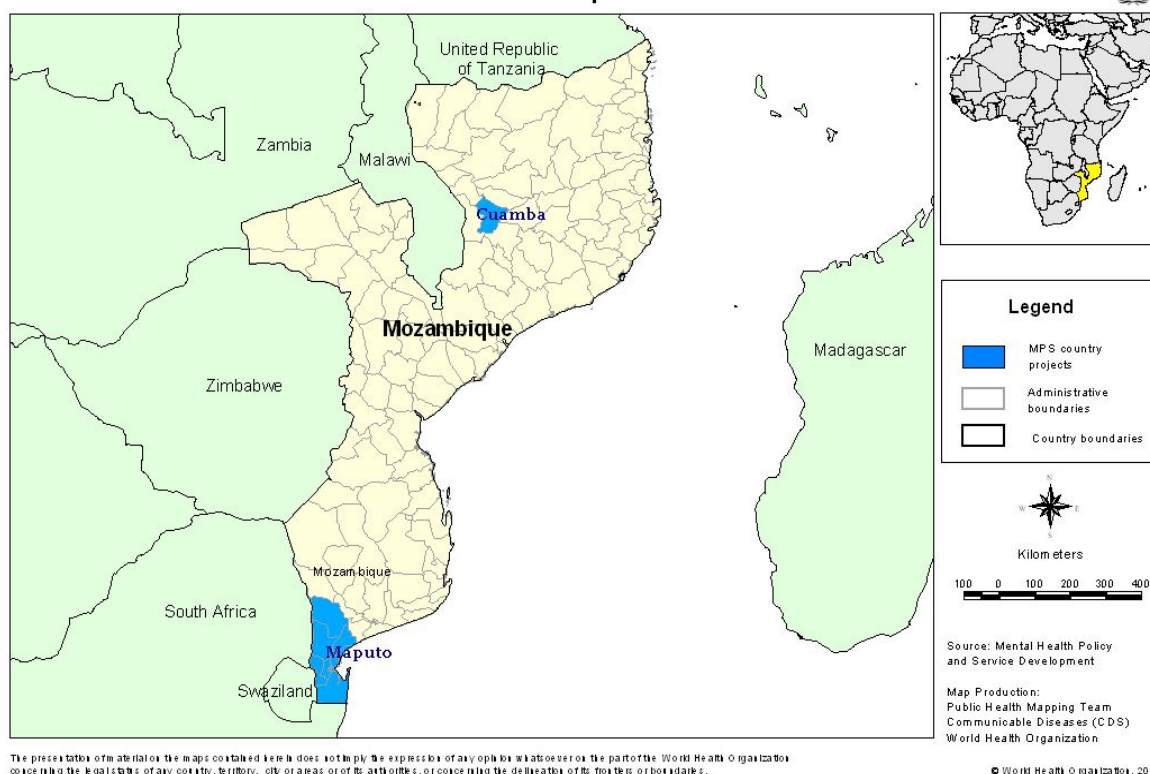 United Republic
of Tanzania
Zambia
Malawi
Cuamba
Mozambique
Madagascar
Zimbabwe
Mozambique
South Africa
Maputo
Swaziland
Legend
MPS country
projects
Administrative
boundaries
Country boundaries
N
W E
S
Kilometers
100 0 100 200 300 400
Source: Mental Health Policy
and Service Development
Map Production:
Public Health Mapping Team
Communicable Diseases (CDS)
World Health Organization
The presentation of material on the maps contained herein does not imply the expression of any opinion whatsoever on the part of the World Health Organization
concerning the legal status of any country, territory, city or areas or of its authorities, or concerning the delineation of its frontiers or boundaries.
© World Health Organization, 20